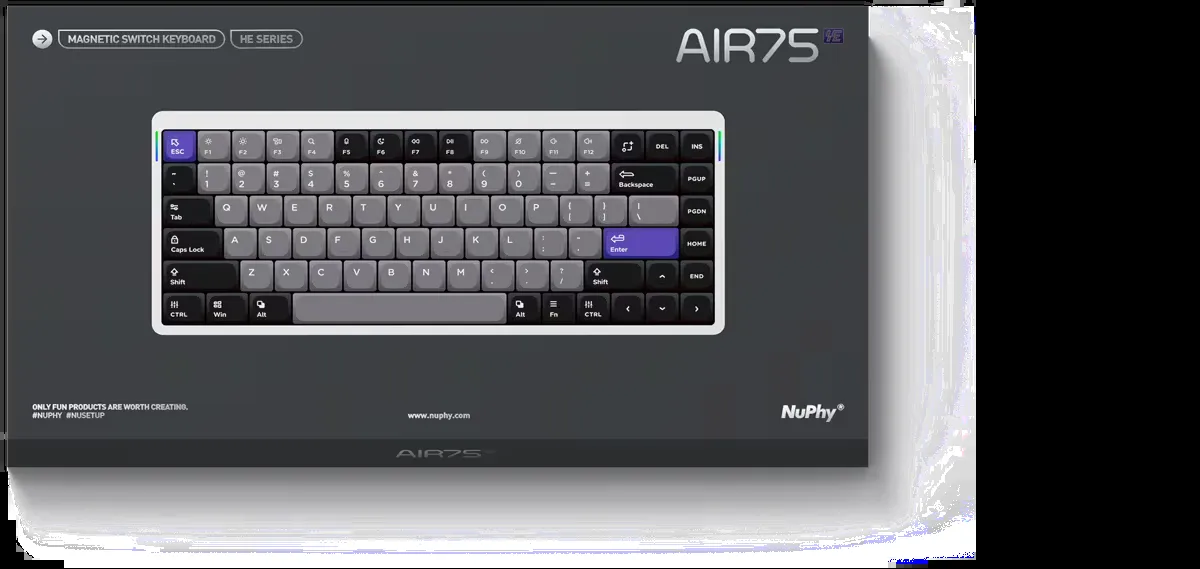 MAGNETIC SWITCH KEYBOARD HE SERIES
AIR75 HE
ESC F1 F2 F3 F4 F5 F6 F7 F8 F9 F10 F11 F12 DEL INS
~ ` ! 1 @ 2 # 3 $ 4 % 5 ^ 6 & 7 * 8 ( 9 ) 0 — - + = Backspace PGUP
Tab Q W E R T Y U I O P { [ } ] | \ PGDN
Caps Lock A S D F G H J K L : ; " ' Enter HOME
Shift Z X C V B N M < , > . ? / Shift END
CTRL Win Alt Alt Fn CTRL
ONLY FUN PRODUCTS ARE WORTH CREATING.
#NUPHY #NUSETUP
www.nuphy.com
NuPhy®
AIR75